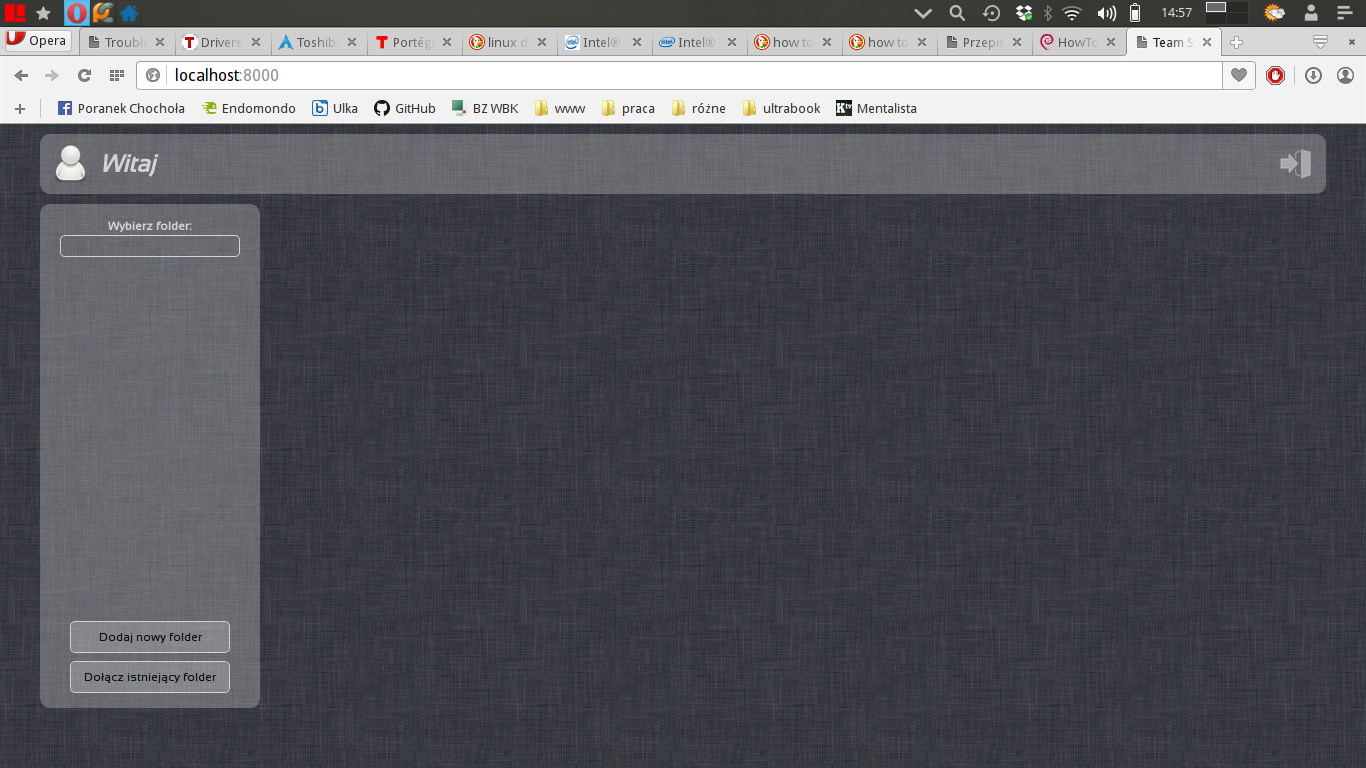 14:57
Opera Trouble Drivers Toshiba Portég linux d Intel® Intel® how to how to Przepis HowTo Team S
localhost:8000
Poranek Chochoła Endomondo Ulka GitHub BZ WBK www praca różne ultrabook Mentalista
Witaj
Wybierz folder:
Dodaj nowy folder
Dołącz istniejący folder